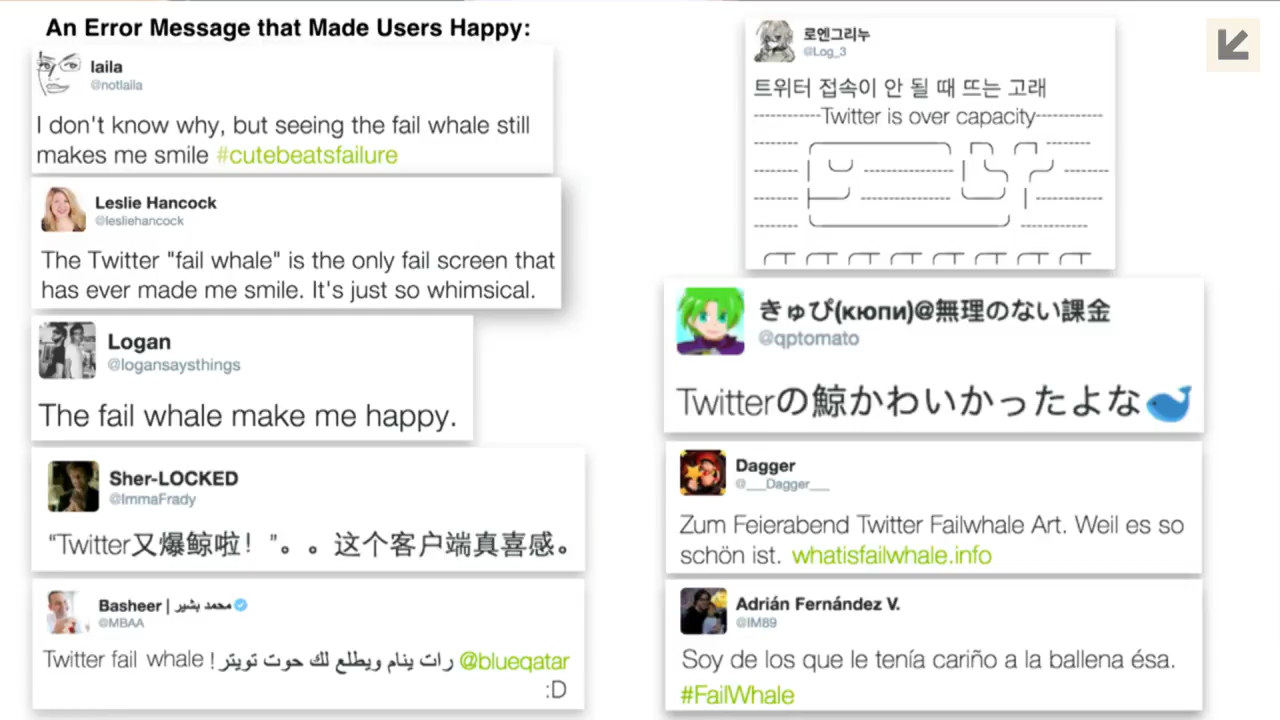 An Error Message that Made Users Happy:
laila
@notlaila
I don't know why, but seeing the fail whale still
makes me smile #cutebeatsfailure
Leslie Hancock
@lesliehancock
The Twitter "fail whale" is the only fail screen that
has ever made me smile. It's just so whimsical.
Logan
@logansaysthings
The fail whale make me happy.
Sher-LOCKED
@ImmaFrady
“Twitter又爆鲸啦！”。。这个客户端真喜感。
Basheer | محمد بشير
@MBAA
Twitter fail whale ! رات ينام ويطلع لك حوت تويتر @blueqatar
:D
로엔그리누
@Log_3
트위터 접속이 안 될 때 뜨는 고래
---------Twitter is over capacity---------
きゅぴ(кюпи)@無理のない課金
@qptomato
Twitterの鯨かわいかったよな🐋
Dagger
@___Dagger___
Zum Feierabend Twitter Failwhale Art. Weil es so
schön ist. whatisfailwhale.info
Adrián Fernández V.
@IM89
Soy de los que le tenía cariño a la ballena ésa.
#FailWhale